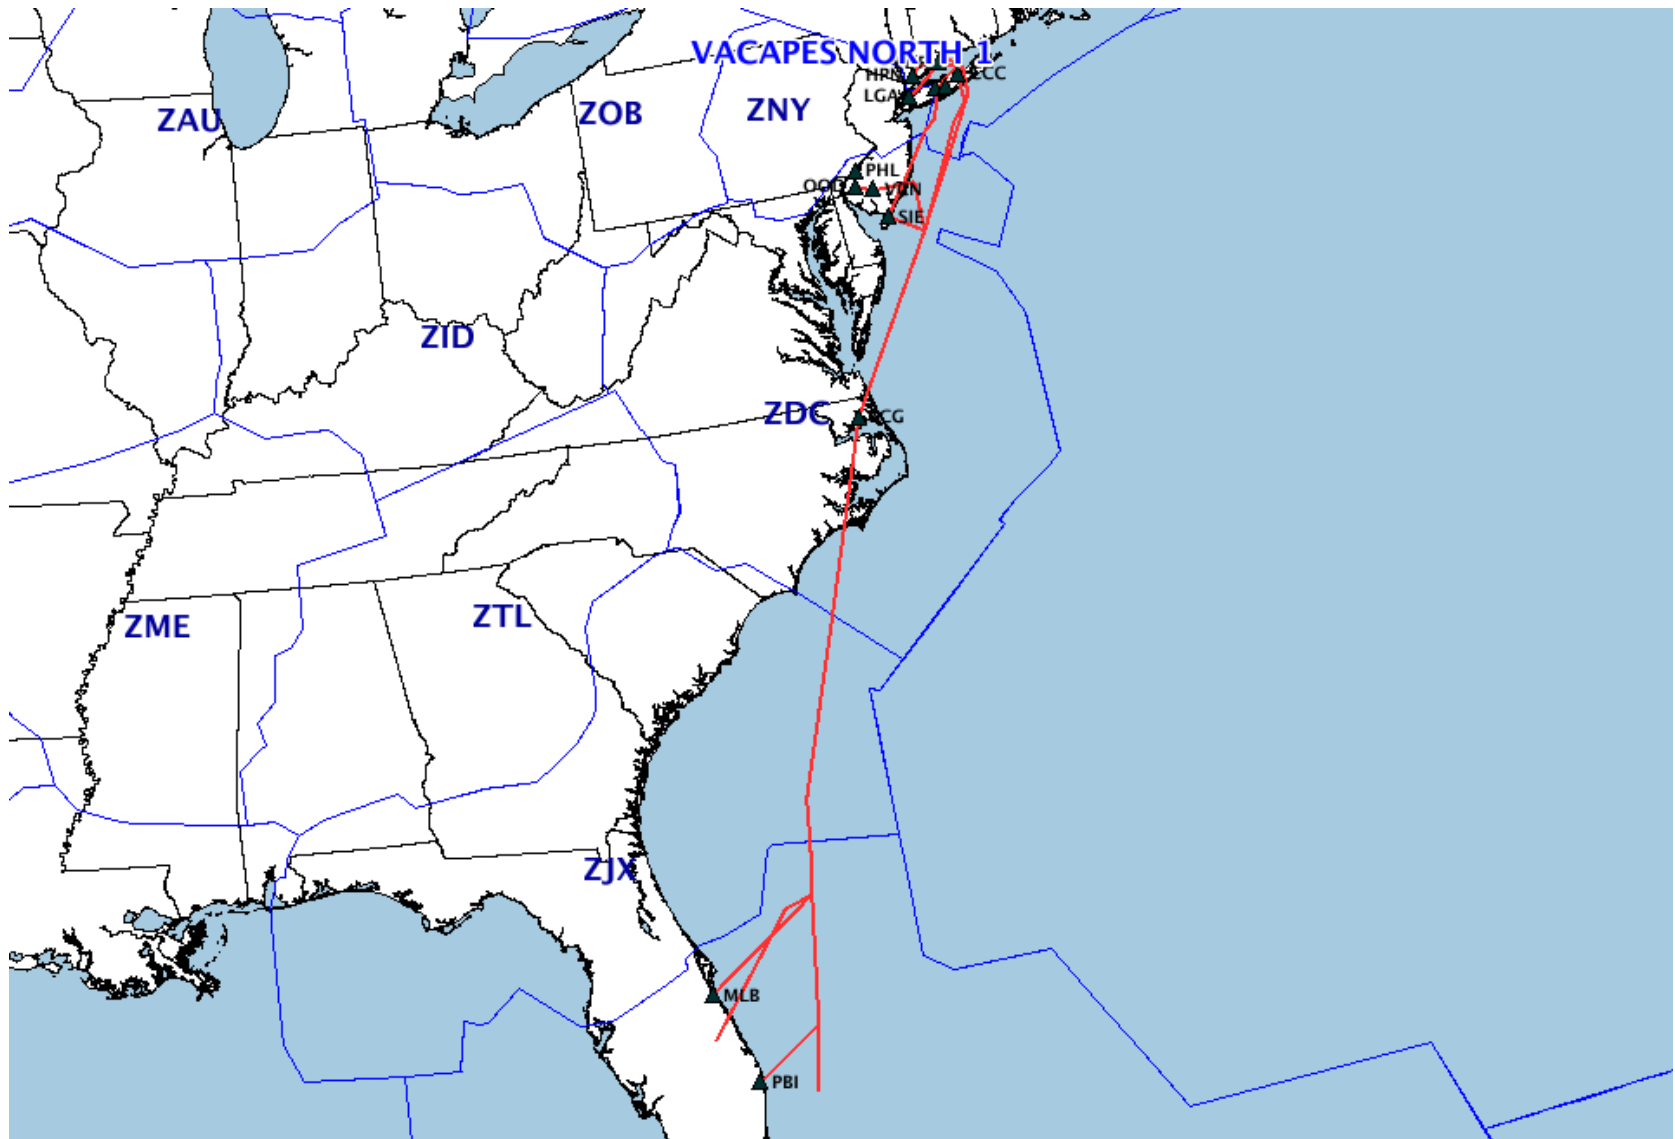 VACAPES NORTH 1
HPN
LGA
ZAU
ZOB
ZNY
PHL
SIE
ZID
ZDC
ZME
ZTL
ZJX
MLB
PBI